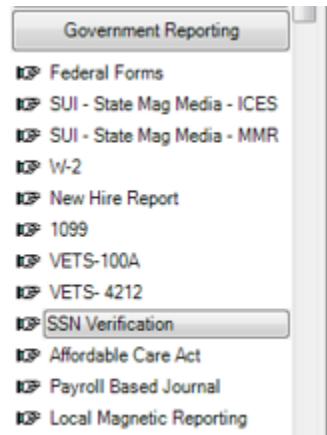 Government Reporting
Federal Forms
SUI - State Mag Media - ICES
SUI - State Mag Media - MMR
W-2
New Hire Report
1099
VETS-100A
VETS- 4212
SSN Verification
Affordable Care Act
Payroll Based Journal
Local Magnetic Reporting